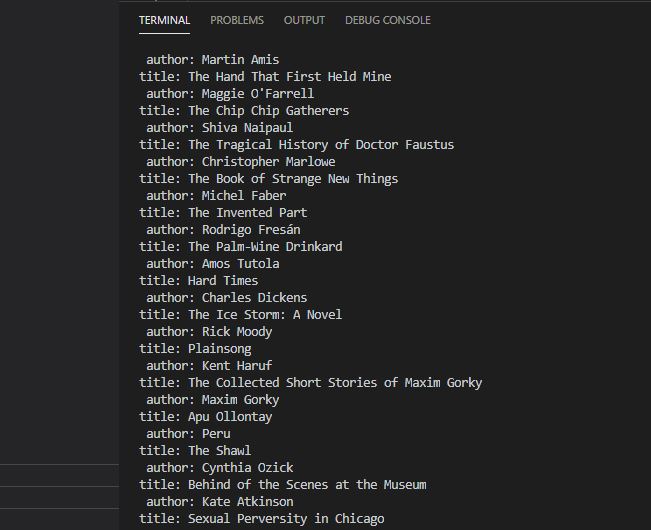 TERMINAL PROBLEMS OUTPUT DEBUG CONSOLE
author: Martin Amis
title: The Hand That First Held Mine
author: Maggie O'Farrell
title: The Chip Chip Gatherers
author: Shiva Naipaul
title: The Tragical History of Doctor Faustus
author: Christopher Marlowe
title: The Book of Strange New Things
author: Michel Faber
title: The Invented Part
author: Rodrigo Fresán
title: The Palm-Wine Drinkard
author: Amos Tutola
title: Hard Times
author: Charles Dickens
title: The Ice Storm: A Novel
author: Rick Moody
title: Plainsong
author: Kent Haruf
title: The Collected Short Stories of Maxim Gorky
author: Maxim Gorky
title: Apu Ollontay
author: Peru
title: The Shawl
author: Cynthia Ozick
title: Behind of the Scenes at the Museum
author: Kate Atkinson
title: Sexual Perversity in Chicago